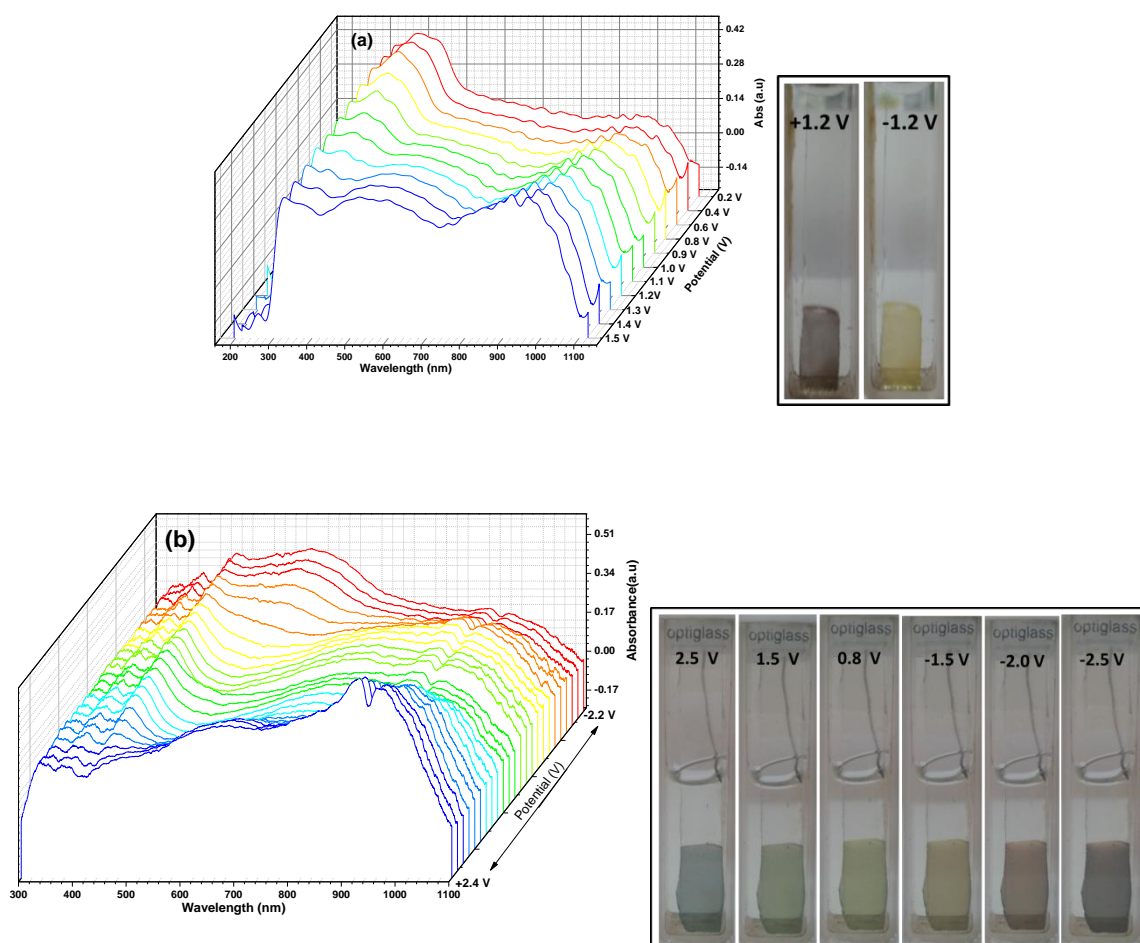 (a)
0.42
0.28
0.14
0.00
-0.14
Abs (a.u)
0.2 V
0.4 V
0.6 V
0.8 V
0.9 V
1.0 V
1.1 V
1.2V
1.3 V
1.4 V
1.5 V
Potential (V)
200 300 400 500 600 700 800 900 1000 1100
Wavelength (nm)
+1.2 V -1.2 V
(b)
0.51
0.34
0.17
0.00
-0.17
Absorbance(a.u)
-2.2 V
Potential (V)
+2.4 V
300 400 500 600 700 800 900 1000 1100
Wavelength (nm)
optiglass optiglass optiglass optiglass optiglass optiglass
2.5 V 1.5 V 0.8 V -1.5 V -2.0 V -2.5 V